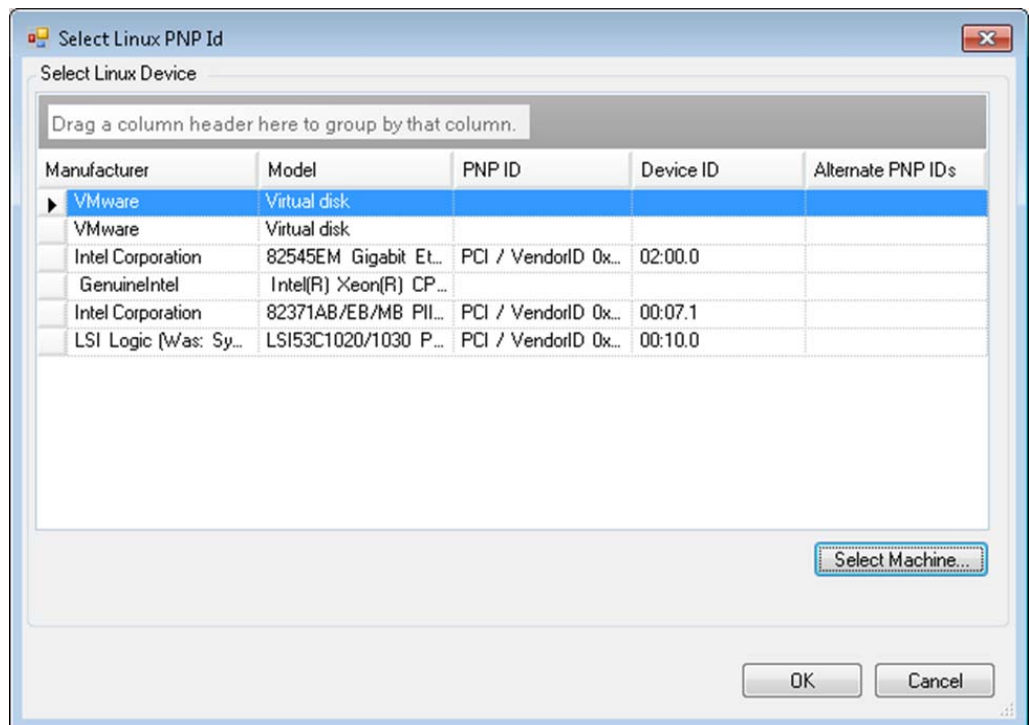 Select Linux PNP Id
Select Linux Device
Drag a column header here to group by that column.
Manufacturer Model PNP ID Device ID Alternate PNP IDs
VMware Virtual disk
VMware Virtual disk
Intel Corporation 82545EM Gigabit Et... PCI / VendorID 0x... 02:00.0
GenuineIntel Intel(R) Xeon(R) CP...
Intel Corporation 82371AB/EB/MB PII... PCI / VendorID 0x... 00:07.1
LSI Logic (Was: Sy... LSI53C1020/1030 P... PCI / VendorID 0x... 00:10.0
Select Machine...
OK Cancel